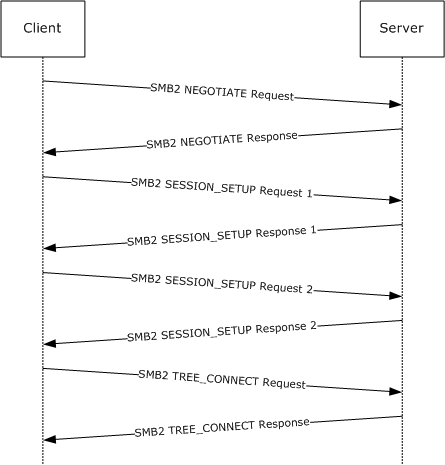 Client
Server
SMB2 NEGOTIATE Request
SMB2 NEGOTIATE Response
SMB2 SESSION_SETUP Request 1
SMB2 SESSION_SETUP Response 1
SMB2 SESSION_SETUP Request 2
SMB2 SESSION_SETUP Response 2
SMB2 TREE_CONNECT Request
SMB2 TREE_CONNECT Response